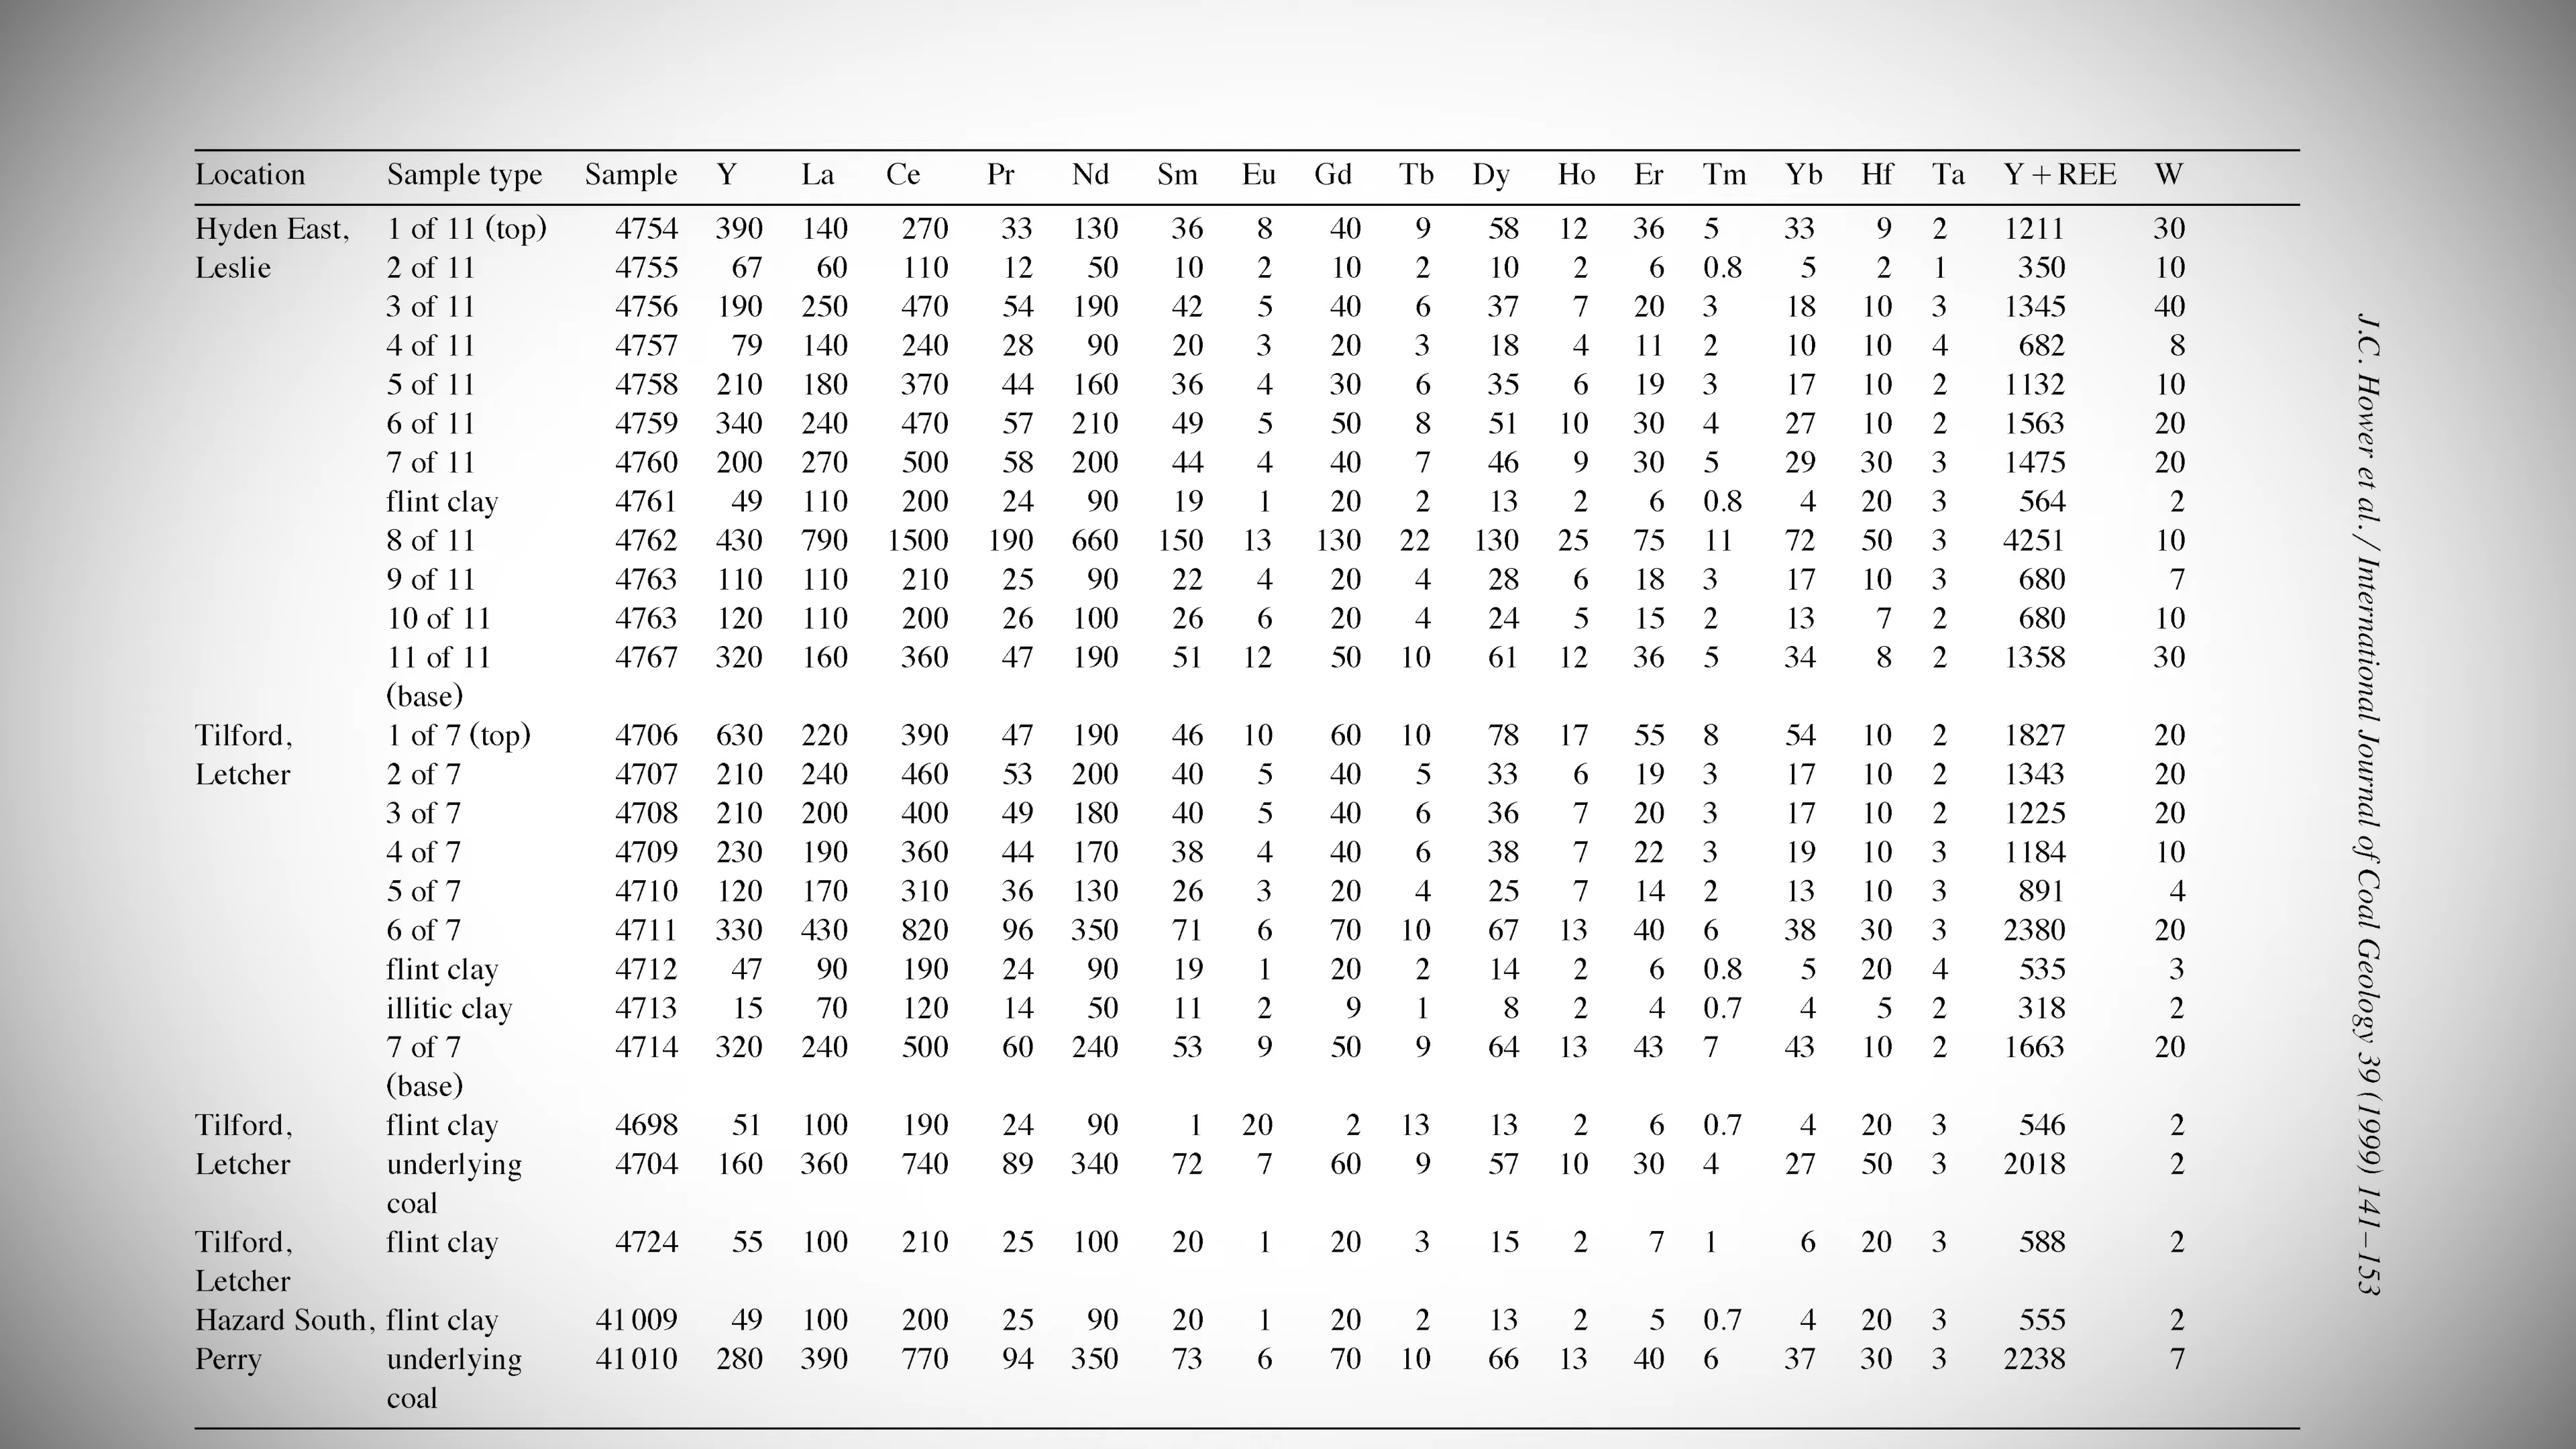 Location Sample type Sample Y La Ce Pr Nd Sm Eu Gd Tb Dy Ho Er Tm Yb Hf Ta Y + REE W
Hyden East, 1 of 11 (top) 4754 390 140 270 33 130 36 8 40 9 58 12 36 5 33 9 2 1211 30
Leslie 2 of 11 4755 67 60 110 12 50 10 2 10 2 10 2 6 0.8 5 2 1 350 10
3 of 11 4756 190 250 470 54 190 42 5 40 6 37 7 20 3 18 10 3 1345 40
4 of 11 4757 79 140 240 28 90 20 3 20 3 18 4 11 2 10 10 4 682 8
5 of 11 4758 210 180 370 44 160 36 4 30 6 35 6 19 3 17 10 2 1132 10
6 of 11 4759 340 240 470 57 210 49 5 50 8 51 10 30 4 27 10 2 1563 20
7 of 11 4760 200 270 500 58 200 44 4 40 7 46 9 30 5 29 30 3 1475 20
flint clay 4761 49 110 200 24 90 19 1 20 2 13 2 6 0.8 4 20 3 564 2
8 of 11 4762 430 790 1500 190 660 150 13 130 22 130 25 75 11 72 50 3 4251 10
9 of 11 4763 110 110 210 25 90 22 4 20 4 28 6 18 3 17 10 3 680 7
10 of 11 4763 120 110 200 26 100 26 6 20 4 24 5 15 2 13 7 2 680 10
11 of 11 4767 320 160 360 47 190 51 12 50 10 61 12 36 5 34 8 2 1358 30
(base)
Tilford, 1 of 7 (top) 4706 630 220 390 47 190 46 10 60 10 78 17 55 8 54 10 2 1827 20
Letcher 2 of 7 4707 210 240 460 53 200 40 5 40 5 33 6 19 3 17 10 2 1343 20
3 of 7 4708 210 200 400 49 180 40 5 40 6 36 7 20 3 17 10 2 1225 20
4 of 7 4709 230 190 360 44 170 38 4 40 6 38 7 22 3 19 10 3 1184 10
5 of 7 4710 120 170 310 36 130 26 3 20 4 25 7 14 2 13 10 3 891 4
6 of 7 4711 330 430 820 96 350 71 6 70 10 67 13 40 6 38 30 3 2380 20
flint clay 4712 47 90 190 24 90 19 1 20 2 14 2 6 0.8 5 20 4 535 3
illitic clay 4713 15 70 120 14 50 11 2 9 1 8 2 4 0.7 4 5 2 318 2
7 of 7 4714 320 240 500 60 240 53 9 50 9 64 13 43 7 43 10 2 1663 20
(base)
Tilford, flint clay 4698 51 100 190 24 90 1 20 2 13 13 2 6 0.7 4 20 3 546 2
Letcher underlying 4704 160 360 740 89 340 72 7 60 9 57 10 30 4 27 50 3 2018 2
coal
Tilford, flint clay 4724 55 100 210 25 100 20 1 20 3 15 2 7 1 6 20 3 588 2
Letcher
Hazard South, flint clay 41 009 49 100 200 25 90 20 1 20 2 13 2 5 0.7 4 20 3 555 2
Perry underlying 41 010 280 390 770 94 350 73 6 70 10 66 13 40 6 37 30 3 2238 7
coal
J.C. Hower et al. / International Journal of Coal Geology 39 (1999) 141–153